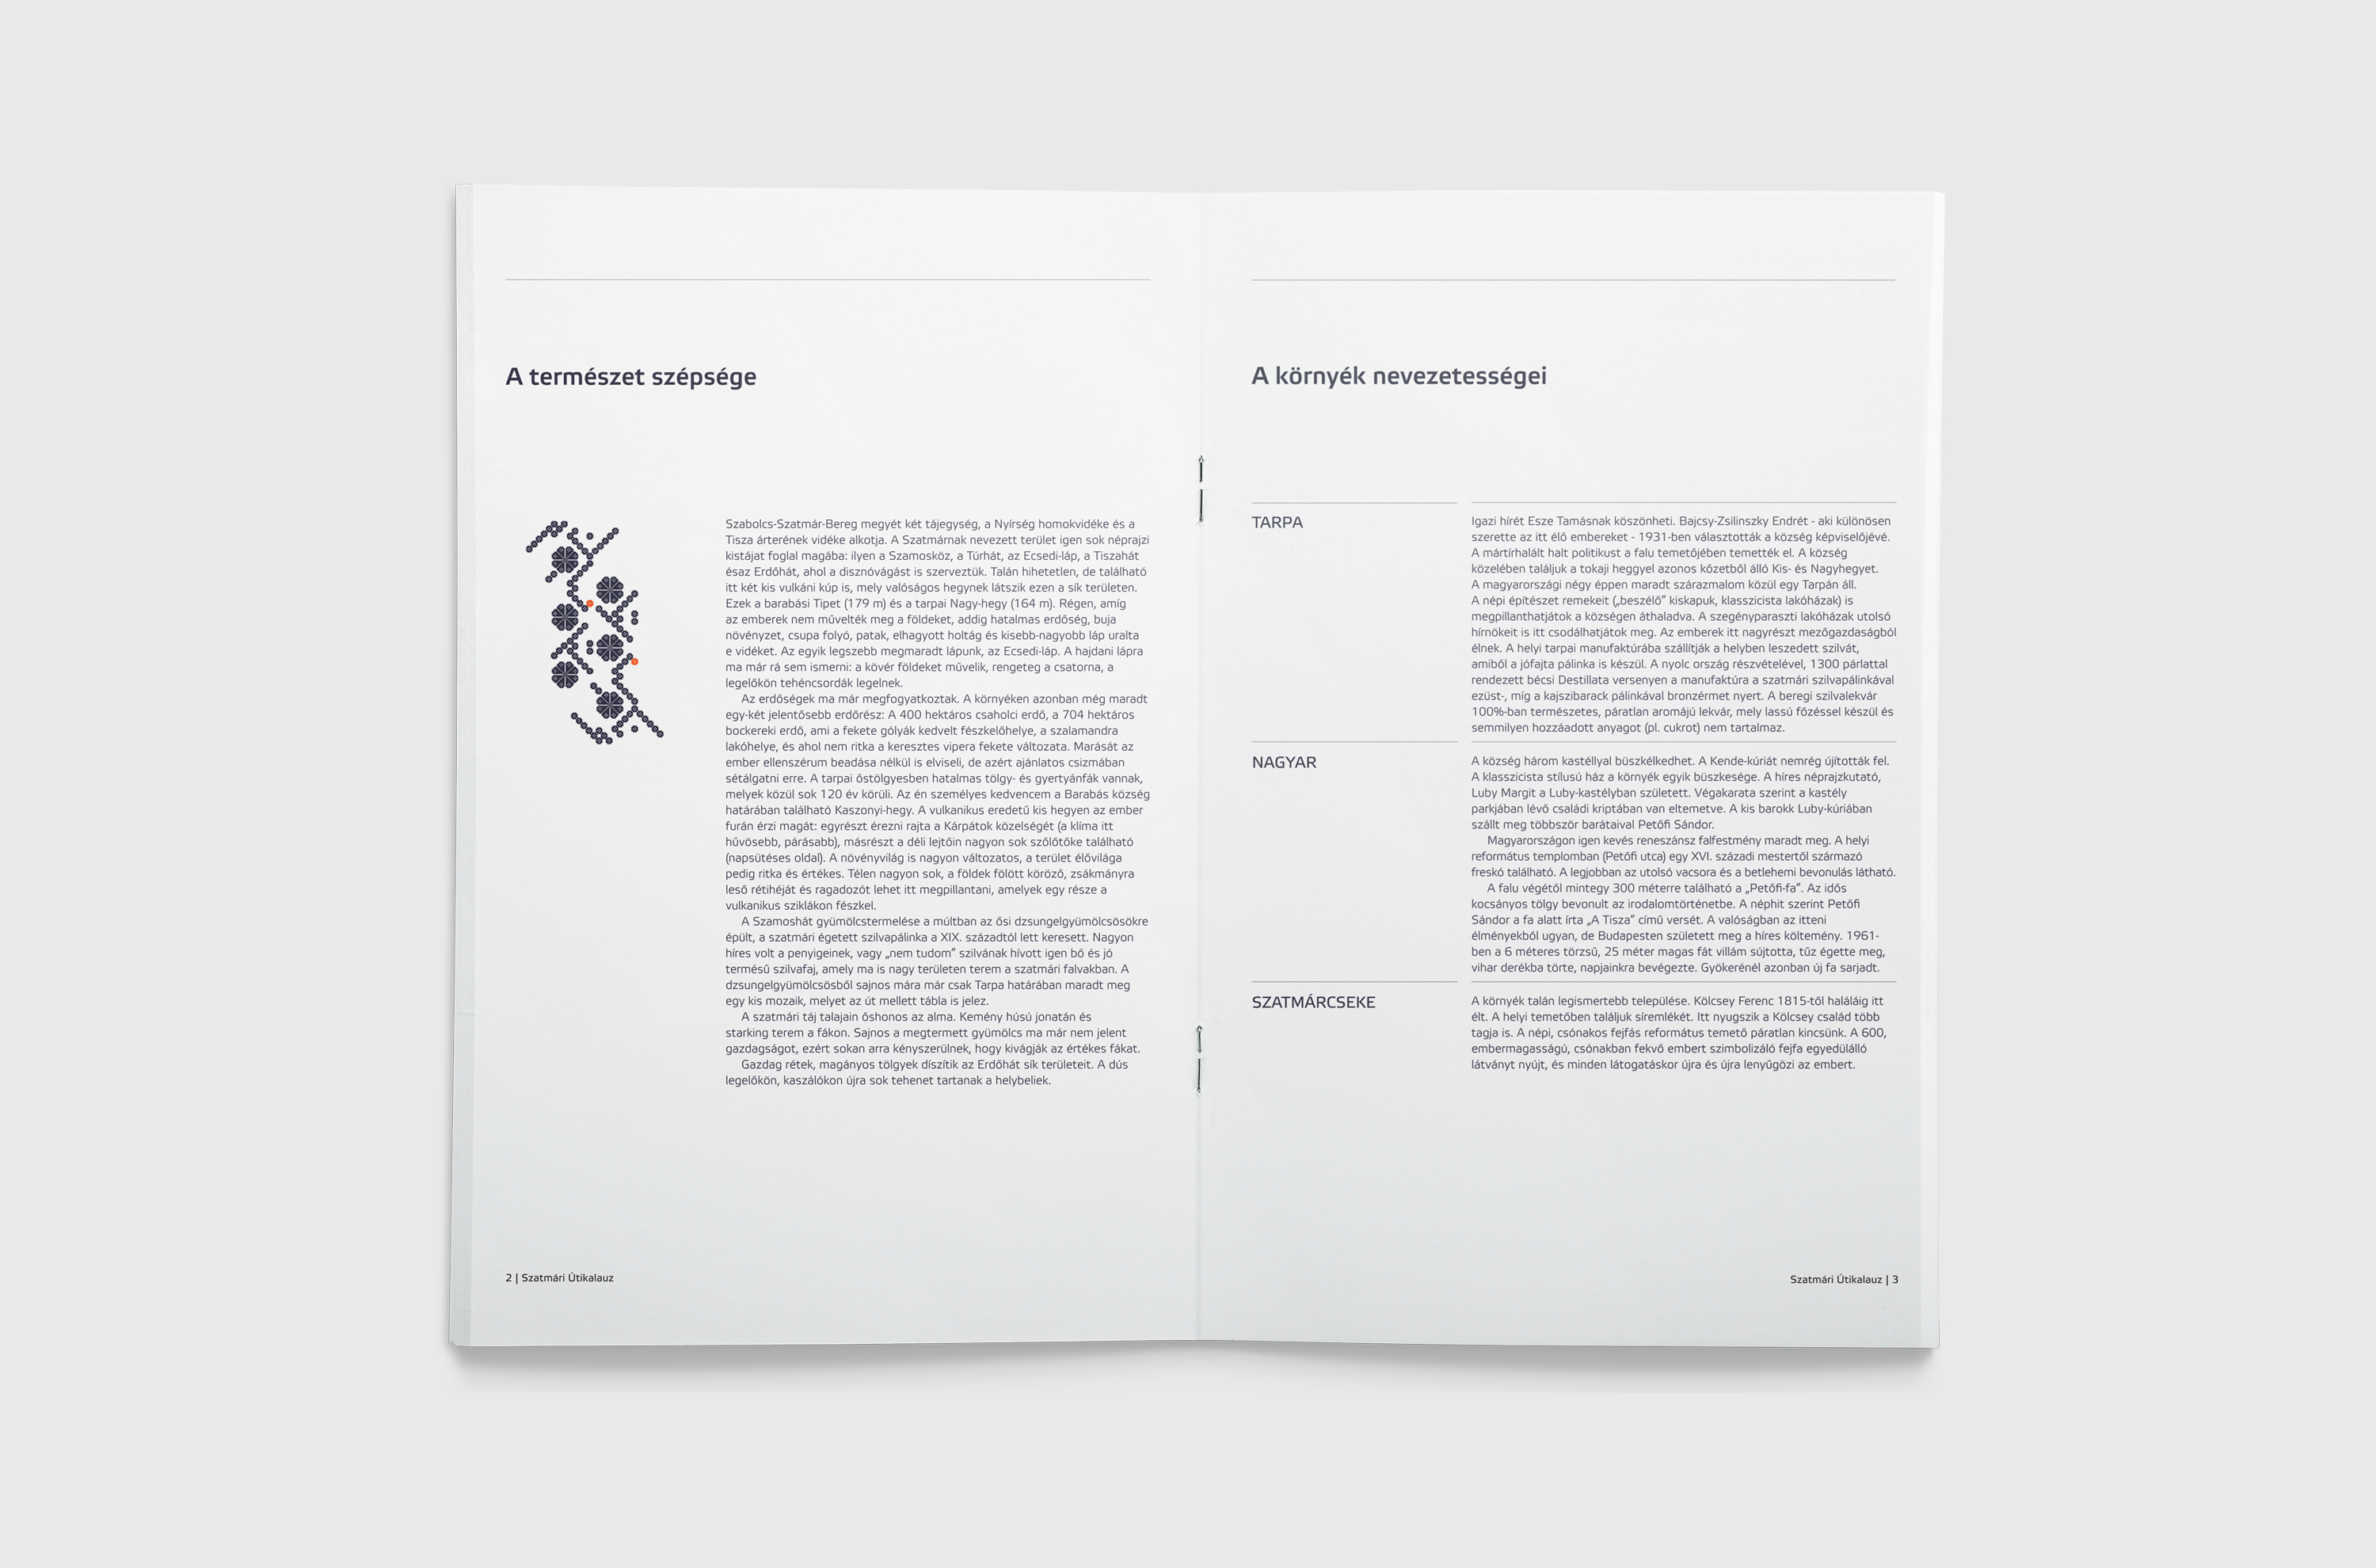 A természet szépsége
Szabolcs-Szatmár-Bereg megyét két tájegység, a Nyírség homokvidéke és a
Tisza árterének vidéke alkotja. A Szatmárnak nevezett terület igen sok néprajzi
kistájat foglal magába: ilyen a Szamosköz, a Túrhát, az Ecsedi-láp, a Tiszahát
ésaz Erdőhát, ahol a disznóvágást is szerveztük. Talán hihetetlen, de található
itt két kis vulkáni kúp is, mely valóságos hegynek látszik ezen a sík területen.
Ezek a barabási Tipet (179 m) és a tarpai Nagy-hegy (164 m). Régen, amíg
az emberek nem művelték meg a földeket, addig hatalmas erdőség, buja
növényzet, csupa folyó, patak, elhagyott holtág és kisebb-nagyobb láp uralta
e vidéket. Az egyik legszebb megmaradt lápunk, az Ecsedi-láp. A hajdani lápra
ma már rá sem ismerni: a kövér földeket művelik, rengeteg a csatorna, a
legelőkön tehéncsordák legelnek.
Az erdőségek ma már megfogyatkoztak. A környéken azonban még maradt
egy-két jelentősebb erdőrész: A 400 hektáros csaholci erdő, a 704 hektáros
bockereki erdő, ami a fekete gólyák kedvelt fészkelőhelye, a szalamandra
lakóhelye, és ahol nem ritka a keresztes vipera fekete változata. Marását az
ember ellenszérum beadása nélkül is elviseli, de azért ajánlatos csizmában
sétálgatni erre. A tarpai őstölgyesben hatalmas tölgy- és gyertyánfák vannak,
melyek közül sok 120 év körüli. Az én személyes kedvencem a Barabás község
határában található Kaszonyi-hegy. A vulkanikus eredetű kis hegyen az ember
furán érzi magát: egyrészt érezni rajta a Kárpátok közelségét (a klíma itt
hűvösebb, párásabb), másrészt a déli lejtőin nagyon sok szőlőtőke található
(napsütéses oldal). A növényvilág is nagyon változatos, a terület élővilága
pedig ritka és értékes. Télen nagyon sok, a földek fölött köröző, zsákmányra
leső rétihéját és ragadozót lehet itt megpillantani, amelyek egy része a
vulkanikus sziklákon fészkel.
A Szamoshát gyümölcstermelése a múltban az ősi dzsungelgyümölcsösökre
épült, a szatmári égetett szilvapálinka a XIX. századtól lett keresett. Nagyon
híres volt a penyigeinek, vagy „nem tudom” szilvának hívott igen bő és jó
termésű szilvafaj, amely ma is nagy területen terem a szatmári falvakban. A
dzsungelgyümölcsösből sajnos mára már csak Tarpa határában maradt meg
egy kis mozaik, melyet az út mellett tábla is jelez.
A szatmári táj talajain őshonos az alma. Kemény húsú jonatán és
starking terem a fákon. Sajnos a megtermett gyümölcs ma már nem jelent
gazdagságot, ezért sokan arra kényszerülnek, hogy kivágják az értékes fákat.
Gazdag rétek, magányos tölgyek díszítik az Erdőhát sík területeit. A dús
legelőkön, kaszálókon újra sok tehenet tartanak a helybeliek.
2 | Szatmári Útikalauz
A környék nevezetességei
TARPA
Igazi hírét Esze Tamásnak köszönheti. Bajcsy-Zsilinszky Endrét - aki különösen
szerette az itt élő embereket - 1931-ben választották a község képviselőjévé.
A mártírhalált halt politikust a falu temetőjében temették el. A község
közelében találjuk a tokaji heggyel azonos kőzetből álló Kis- és Nagyhegyet.
A magyarországi négy éppen maradt szárazmalom közül egy Tarpán áll.
A népi építészet remekeit („beszélő” kiskapuk, klasszicista lakóházak) is
megpillanthatjátok a községen áthaladva. A szegényparaszti lakóházak utolsó
hírnökeit is itt csodálhatjátok meg. Az emberek itt nagyrészt mezőgazdaságból
élnek. A helyi tarpai manufaktúrába szállítják a helyben leszedett szilvát,
amiből a jófajta pálinka is készül. A nyolc ország részvételével, 1300 párlattal
rendezett bécsi Destillata versenyen a manufaktúra a szatmári szilvapálinkával
ezüst-, míg a kajszibarack pálinkával bronzérmet nyert. A beregi szilvalekvár
100%-ban természetes, páratlan aromájú lekvár, mely lassú főzéssel készül és
semmilyen hozzáadott anyagot (pl. cukrot) nem tartalmaz.
NAGYAR
A község három kastéllyal büszkélkedhet. A Kende-kúriát nemrég újították fel.
A klasszicista stílusú ház a környék egyik büszkesége. A híres néprajzkutató,
Luby Margit a Luby-kastélyban született. Végakarata szerint a kastély
parkjában lévő családi kriptában van eltemetve. A kis barokk Luby-kúriában
szállt meg többször barátaival Petőfi Sándor.
Magyarországon igen kevés reneszánsz falfestmény maradt meg. A helyi
református templomban (Petőfi utca) egy XVI. századi mestertől származó
freskó található. A legjobban az utolsó vacsora és a betlehemi bevonulás látható.
A falu végétől mintegy 300 méterre található a „Petőfi-fa”. Az idős
kocsányos tölgy bevonult az irodalomtörténetbe. A néphit szerint Petőfi
Sándor a fa alatt írta „A Tisza” című versét. A valóságban az itteni
élményekből ugyan, de Budapesten született meg a híres költemény. 1961-
ben a 6 méteres törzsű, 25 méter magas fát villám sújtotta, tűz égette meg,
vihar derékba törte, napjainkra bevégezte. Gyökerénél azonban új fa sarjadt.
SZATMÁRCSEKE
A környék talán legismertebb települése. Kölcsey Ferenc 1815-től haláláig itt
élt. A helyi temetőben találjuk síremlékét. Itt nyugszik a Kölcsey család több
tagja is. A népi, csónakos fejfás református temető páratlan kincsünk. A 600,
embermagasságú, csónakban fekvő embert szimbolizáló fejfa egyedülálló
látványt nyújt, és minden látogatáskor újra és újra lenyűgözi az embert.
Szatmári Útikalauz | 3